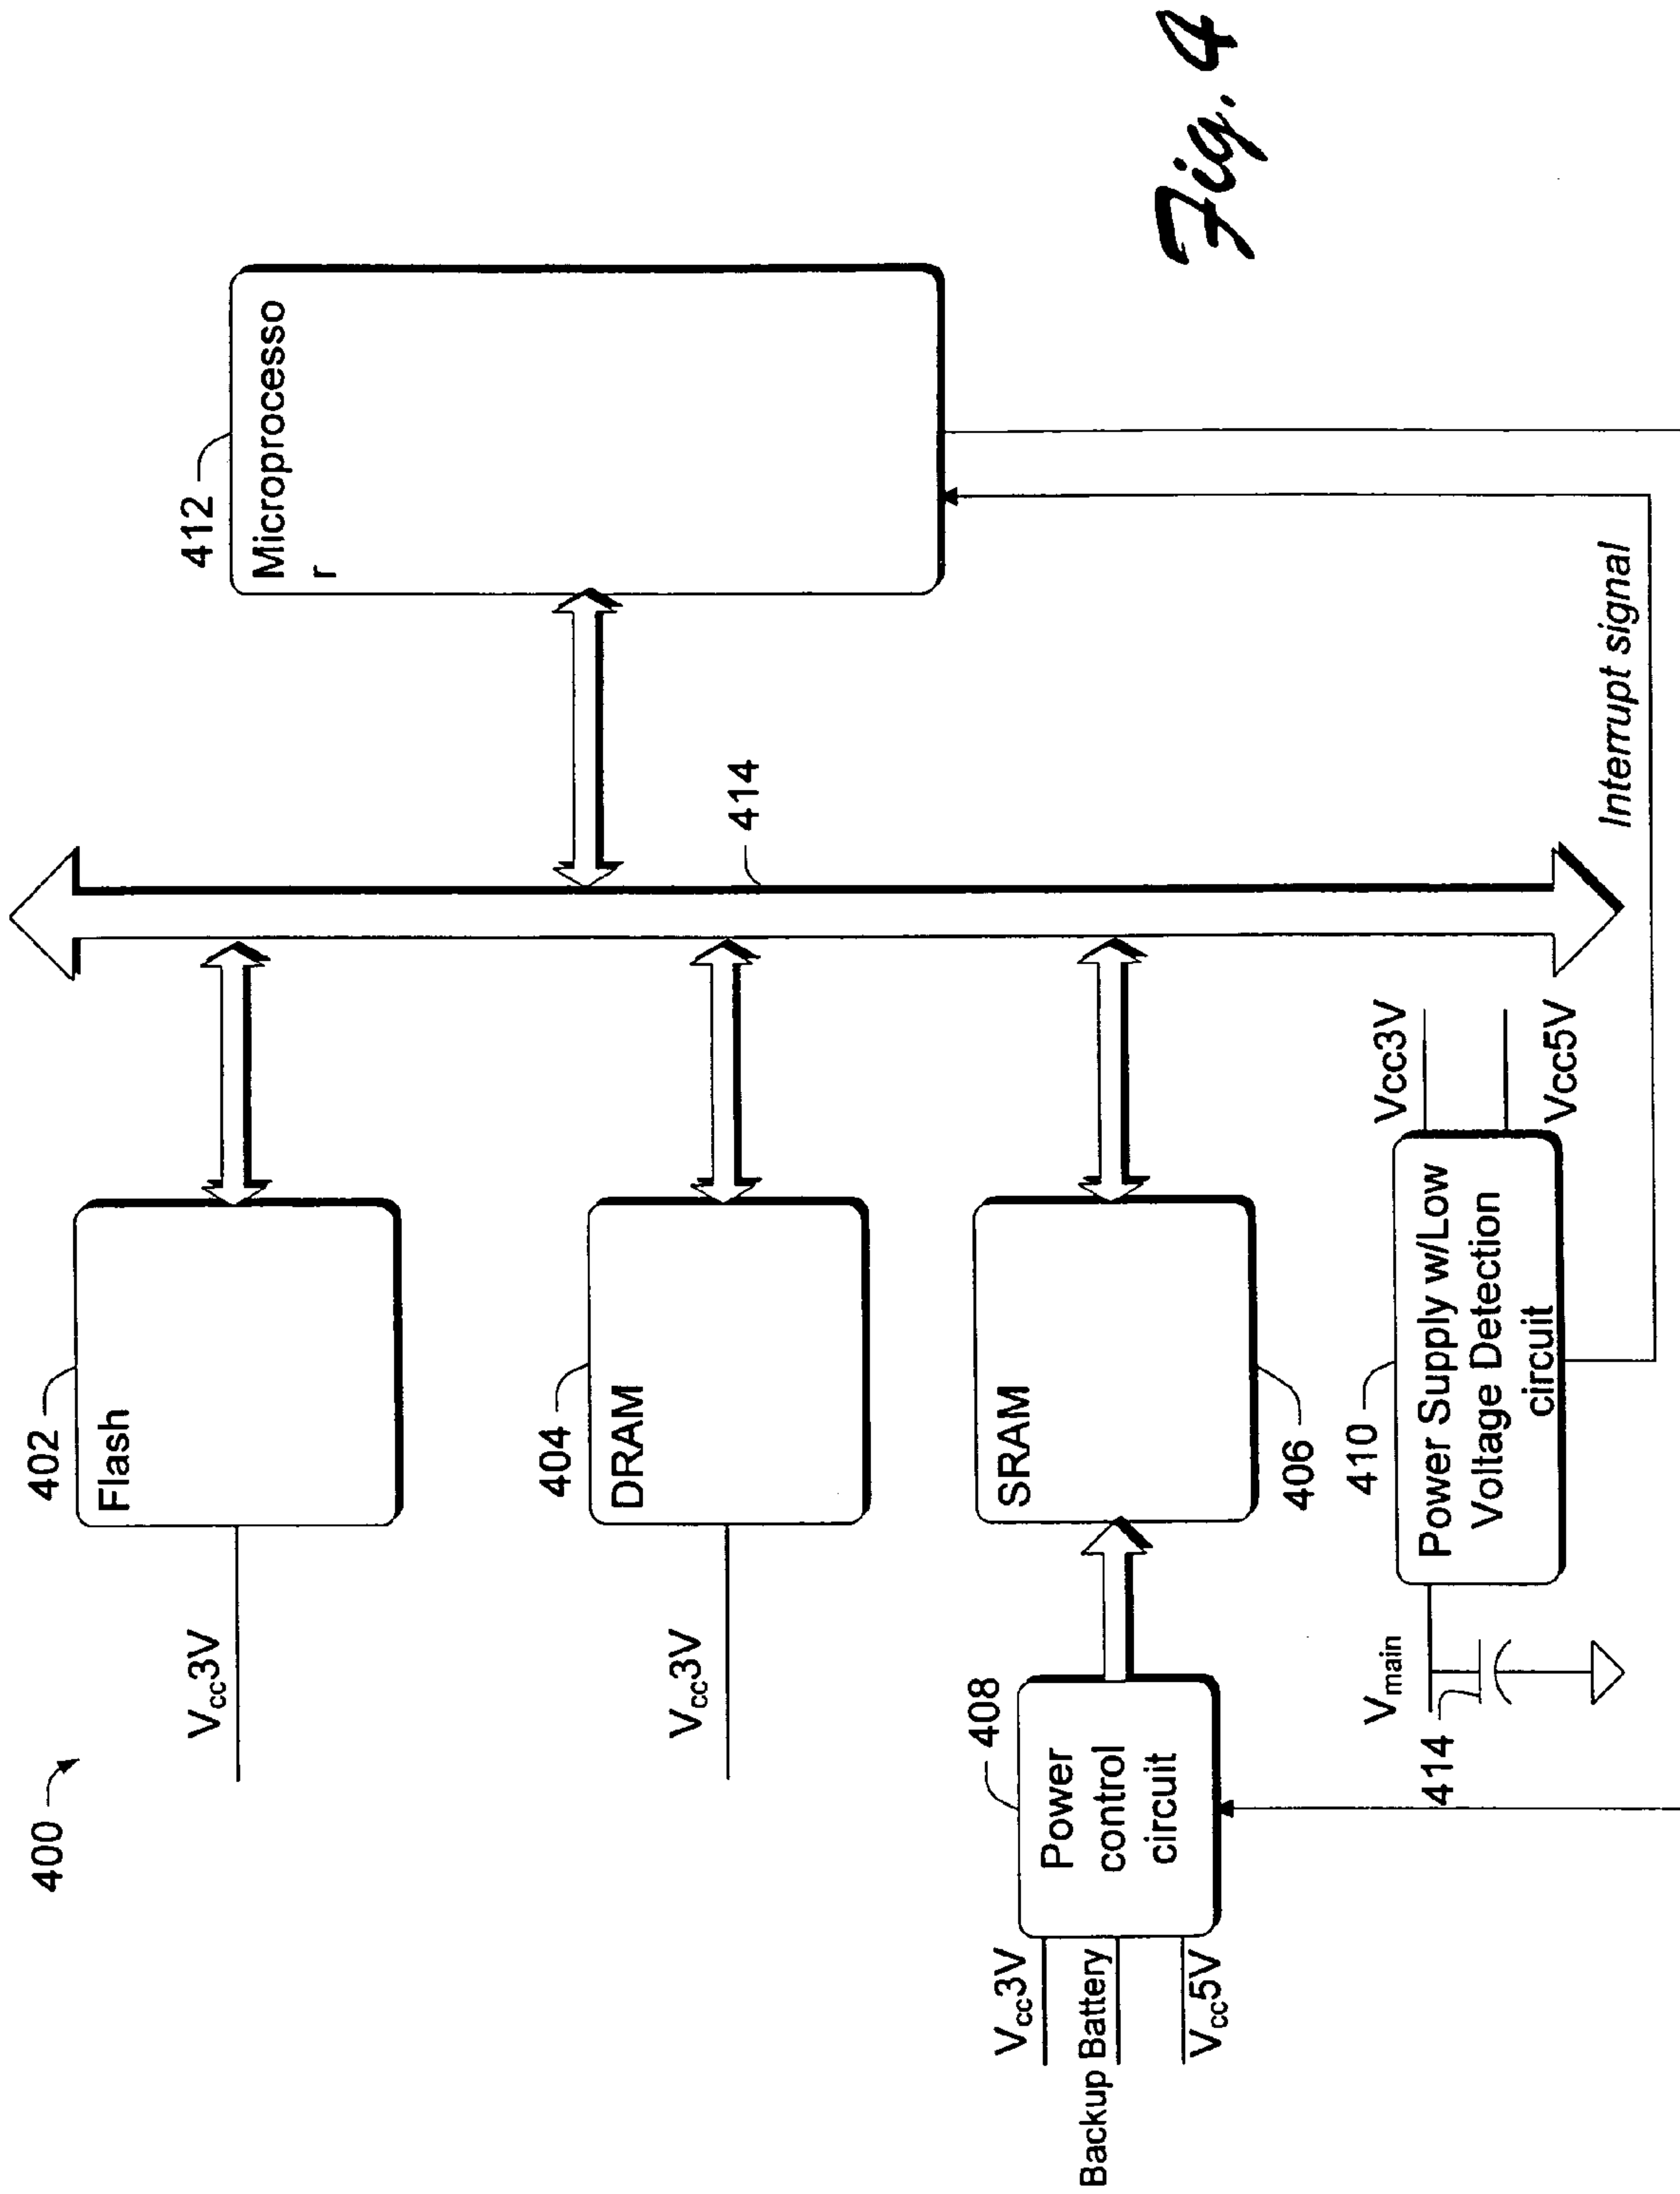 400
402
Flash
Vcc3V
404
DRAM
Vcc3V
SRAM
406
408
Power
control
circuit
Vcc3V
Backup Battery
Vcc5V
410
Power Supply w/Low
Voltage Detection
circuit
Vmain
414
Vcc3V
Vcc5V
414
412
Microprocesso
r
Interrupt signal
Fig. 4